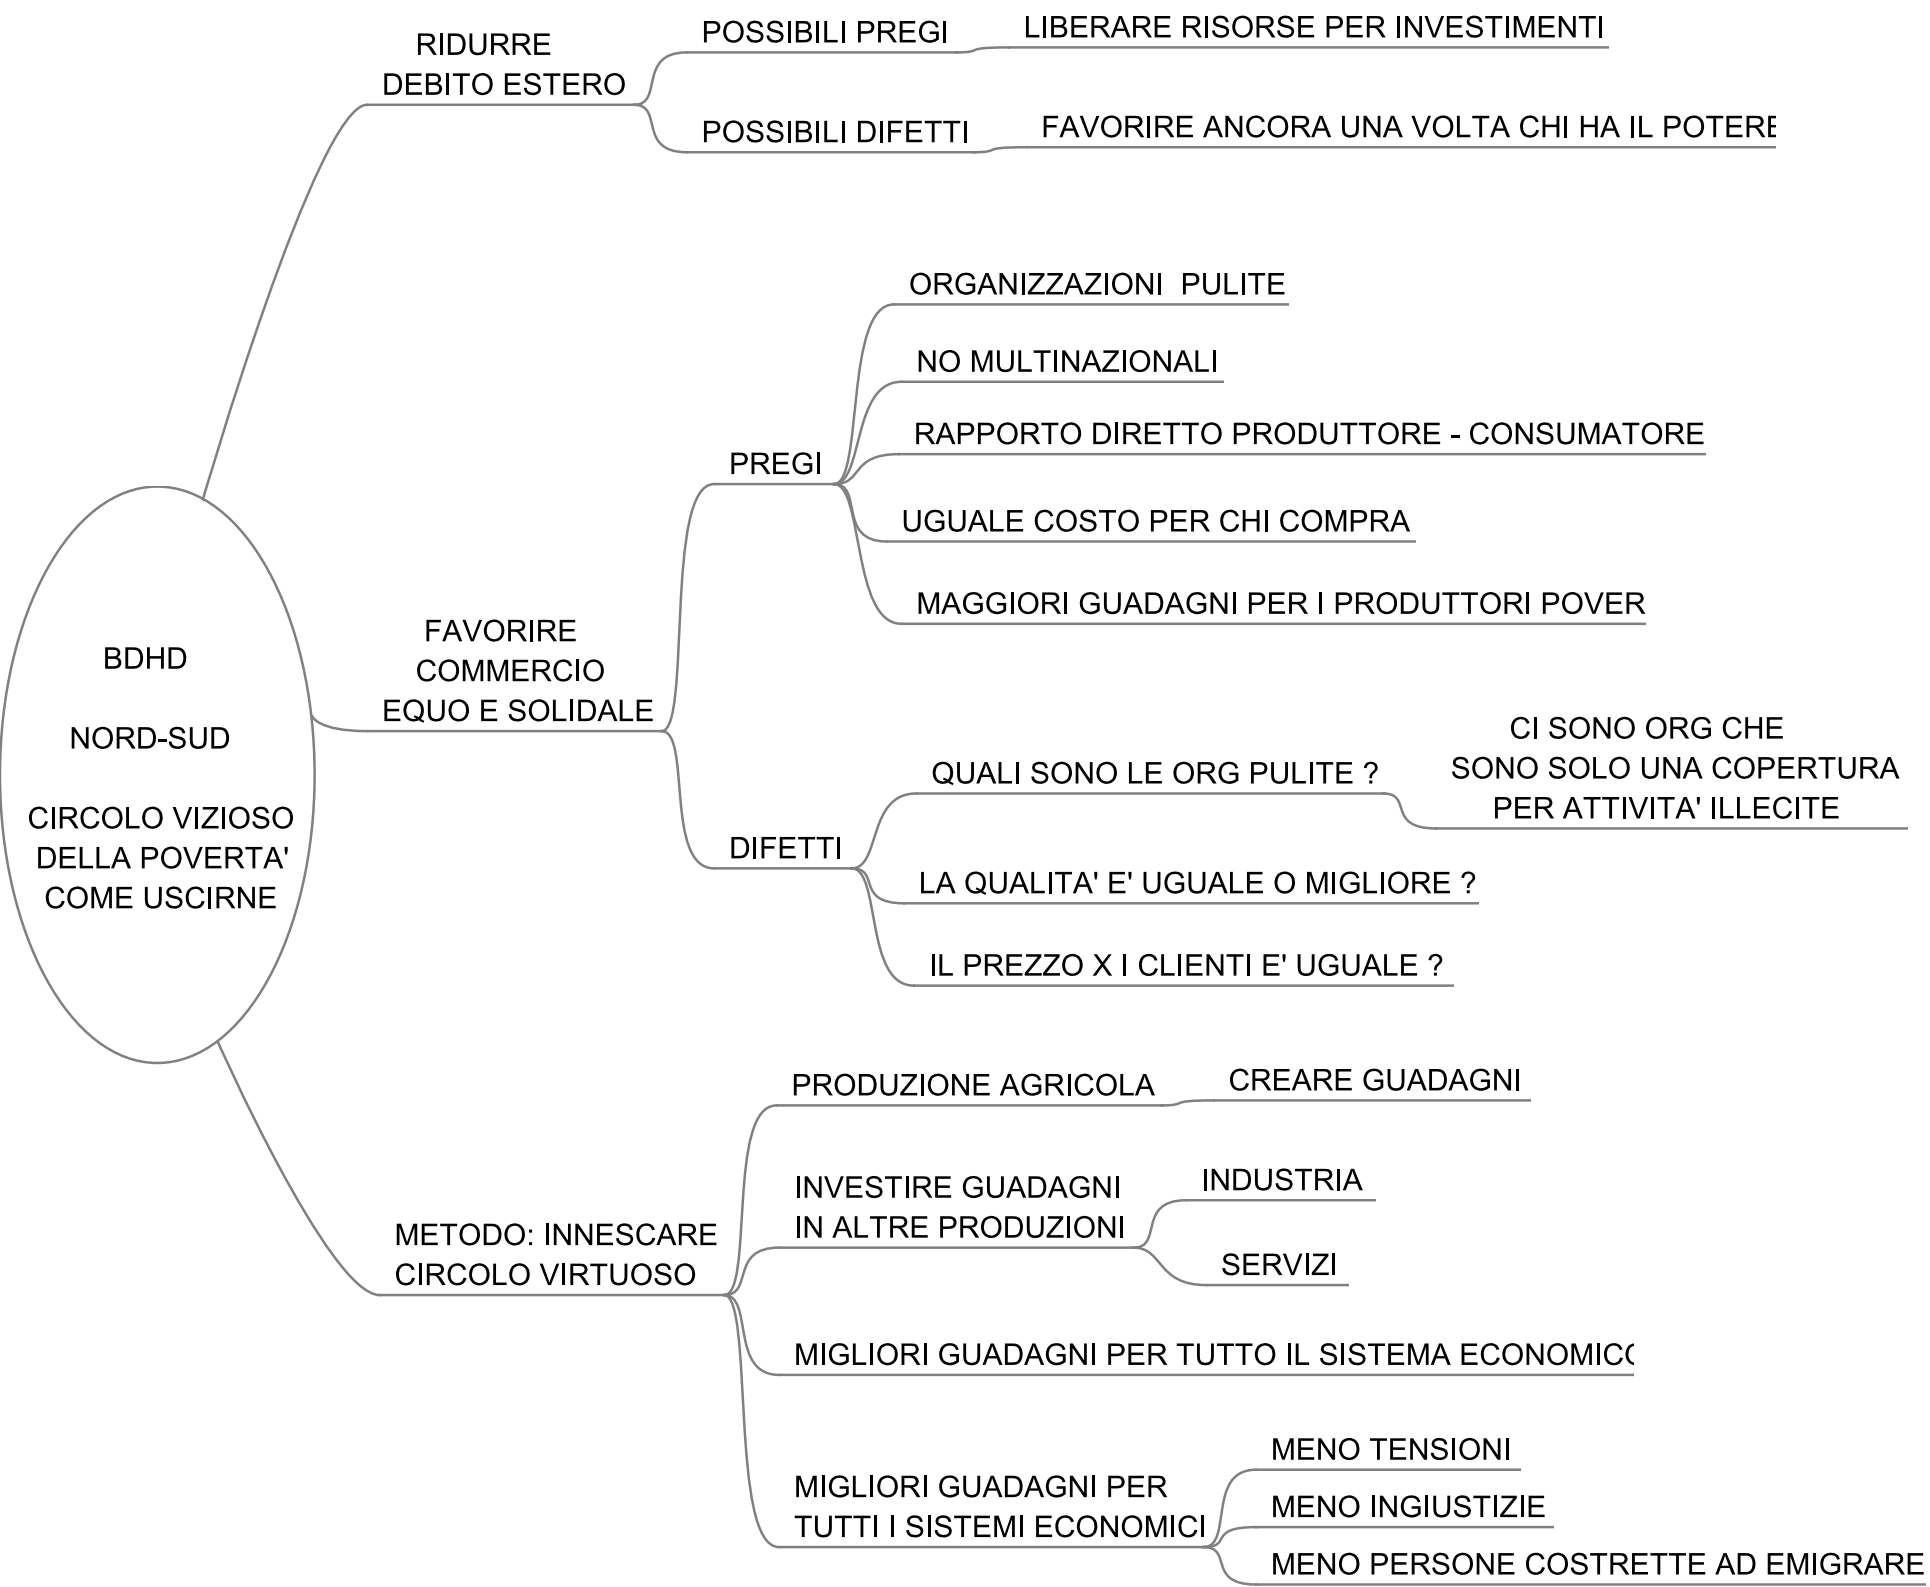 BDHD
NORD-SUD
CIRCOLO VIZIOSO
DELLA POVERTA'
COME USCIRNE
RIDURRE
DEBITO ESTERO
POSSIBILI PREGI
LIBERARE RISORSE PER INVESTIMENTI
POSSIBILI DIFETTI
FAVORIRE ANCORA UNA VOLTA CHI HA IL POTERE
FAVORIRE
COMMERCIO
EQUO E SOLIDALE
PREGI
ORGANIZZAZIONI PULITE
NO MULTINAZIONALI
RAPPORTO DIRETTO PRODUTTORE - CONSUMATORE
UGUALE COSTO PER CHI COMPRA
MAGGIORI GUADAGNI PER I PRODUTTORI POVER
DIFETTI
QUALI SONO LE ORG PULITE ?
CI SONO ORG CHE
SONO SOLO UNA COPERTURA
PER ATTIVITA' ILLECITE
LA QUALITA' E' UGUALE O MIGLIORE ?
IL PREZZO X I CLIENTI E' UGUALE ?
METODO: INNESCARE
CIRCOLO VIRTUOSO
PRODUZIONE AGRICOLA
CREARE GUADAGNI
INVESTIRE GUADAGNI
IN ALTRE PRODUZIONI
INDUSTRIA
SERVIZI
MIGLIORI GUADAGNI PER TUTTO IL SISTEMA ECONOMICO
MIGLIORI GUADAGNI PER
TUTTI I SISTEMI ECONOMICI
MENO TENSIONI
MENO INGIUSTIZIE
MENO PERSONE COSTRETTE AD EMIGRARE